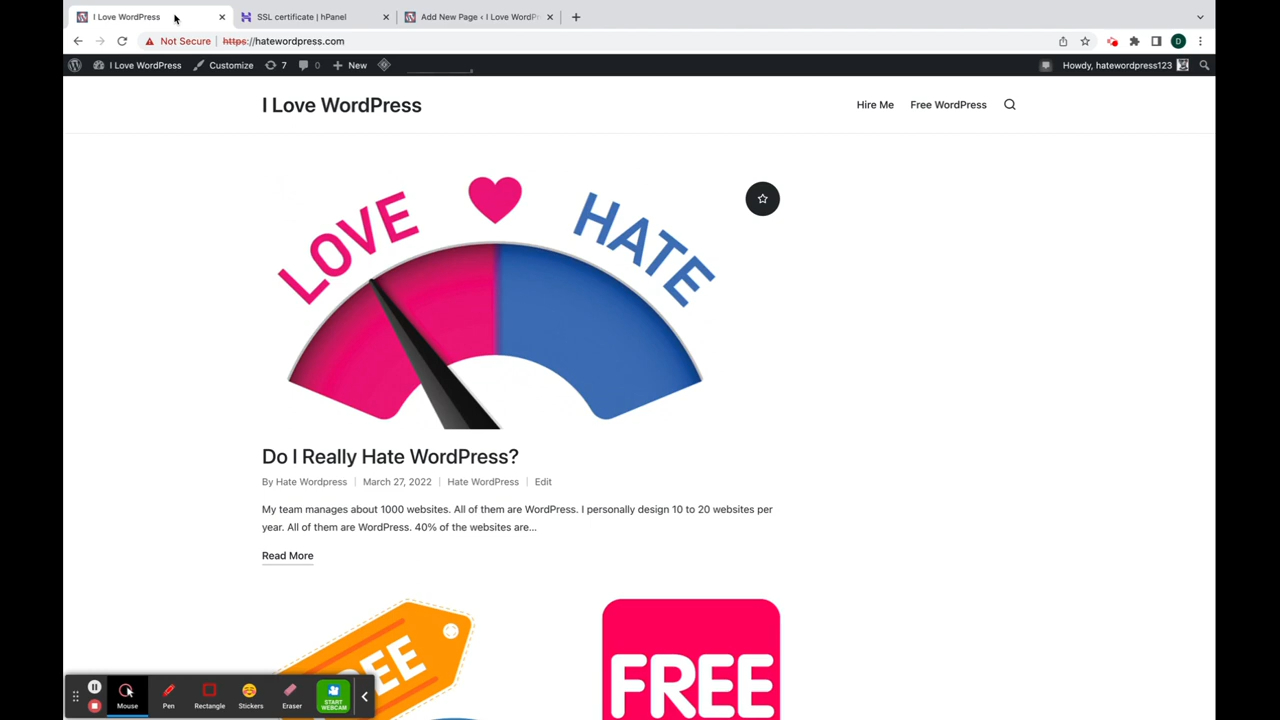 I Love WordPress
SSL certificate | hPanel
Add New Page ‹ I Love WordPr
Not Secure
https://hatewordpress.com
D
I Love WordPress
Customize
7
0
New
Howdy, hatewordpress123
I Love WordPress
Hire Me
Free WordPress
LOVE
HATE
Do I Really Hate WordPress?
By Hate Wordpress
March 27, 2022
Hate WordPress
Edit
My team manages about 1000 websites. All of them are WordPress. I personally design 10 to 20 websites per
year. All of them are WordPress. 40% of the websites are...
Read More
FREE
FREE
Mouse
Pen
Rectangle
Stickers
Eraser
START
WEBCAM